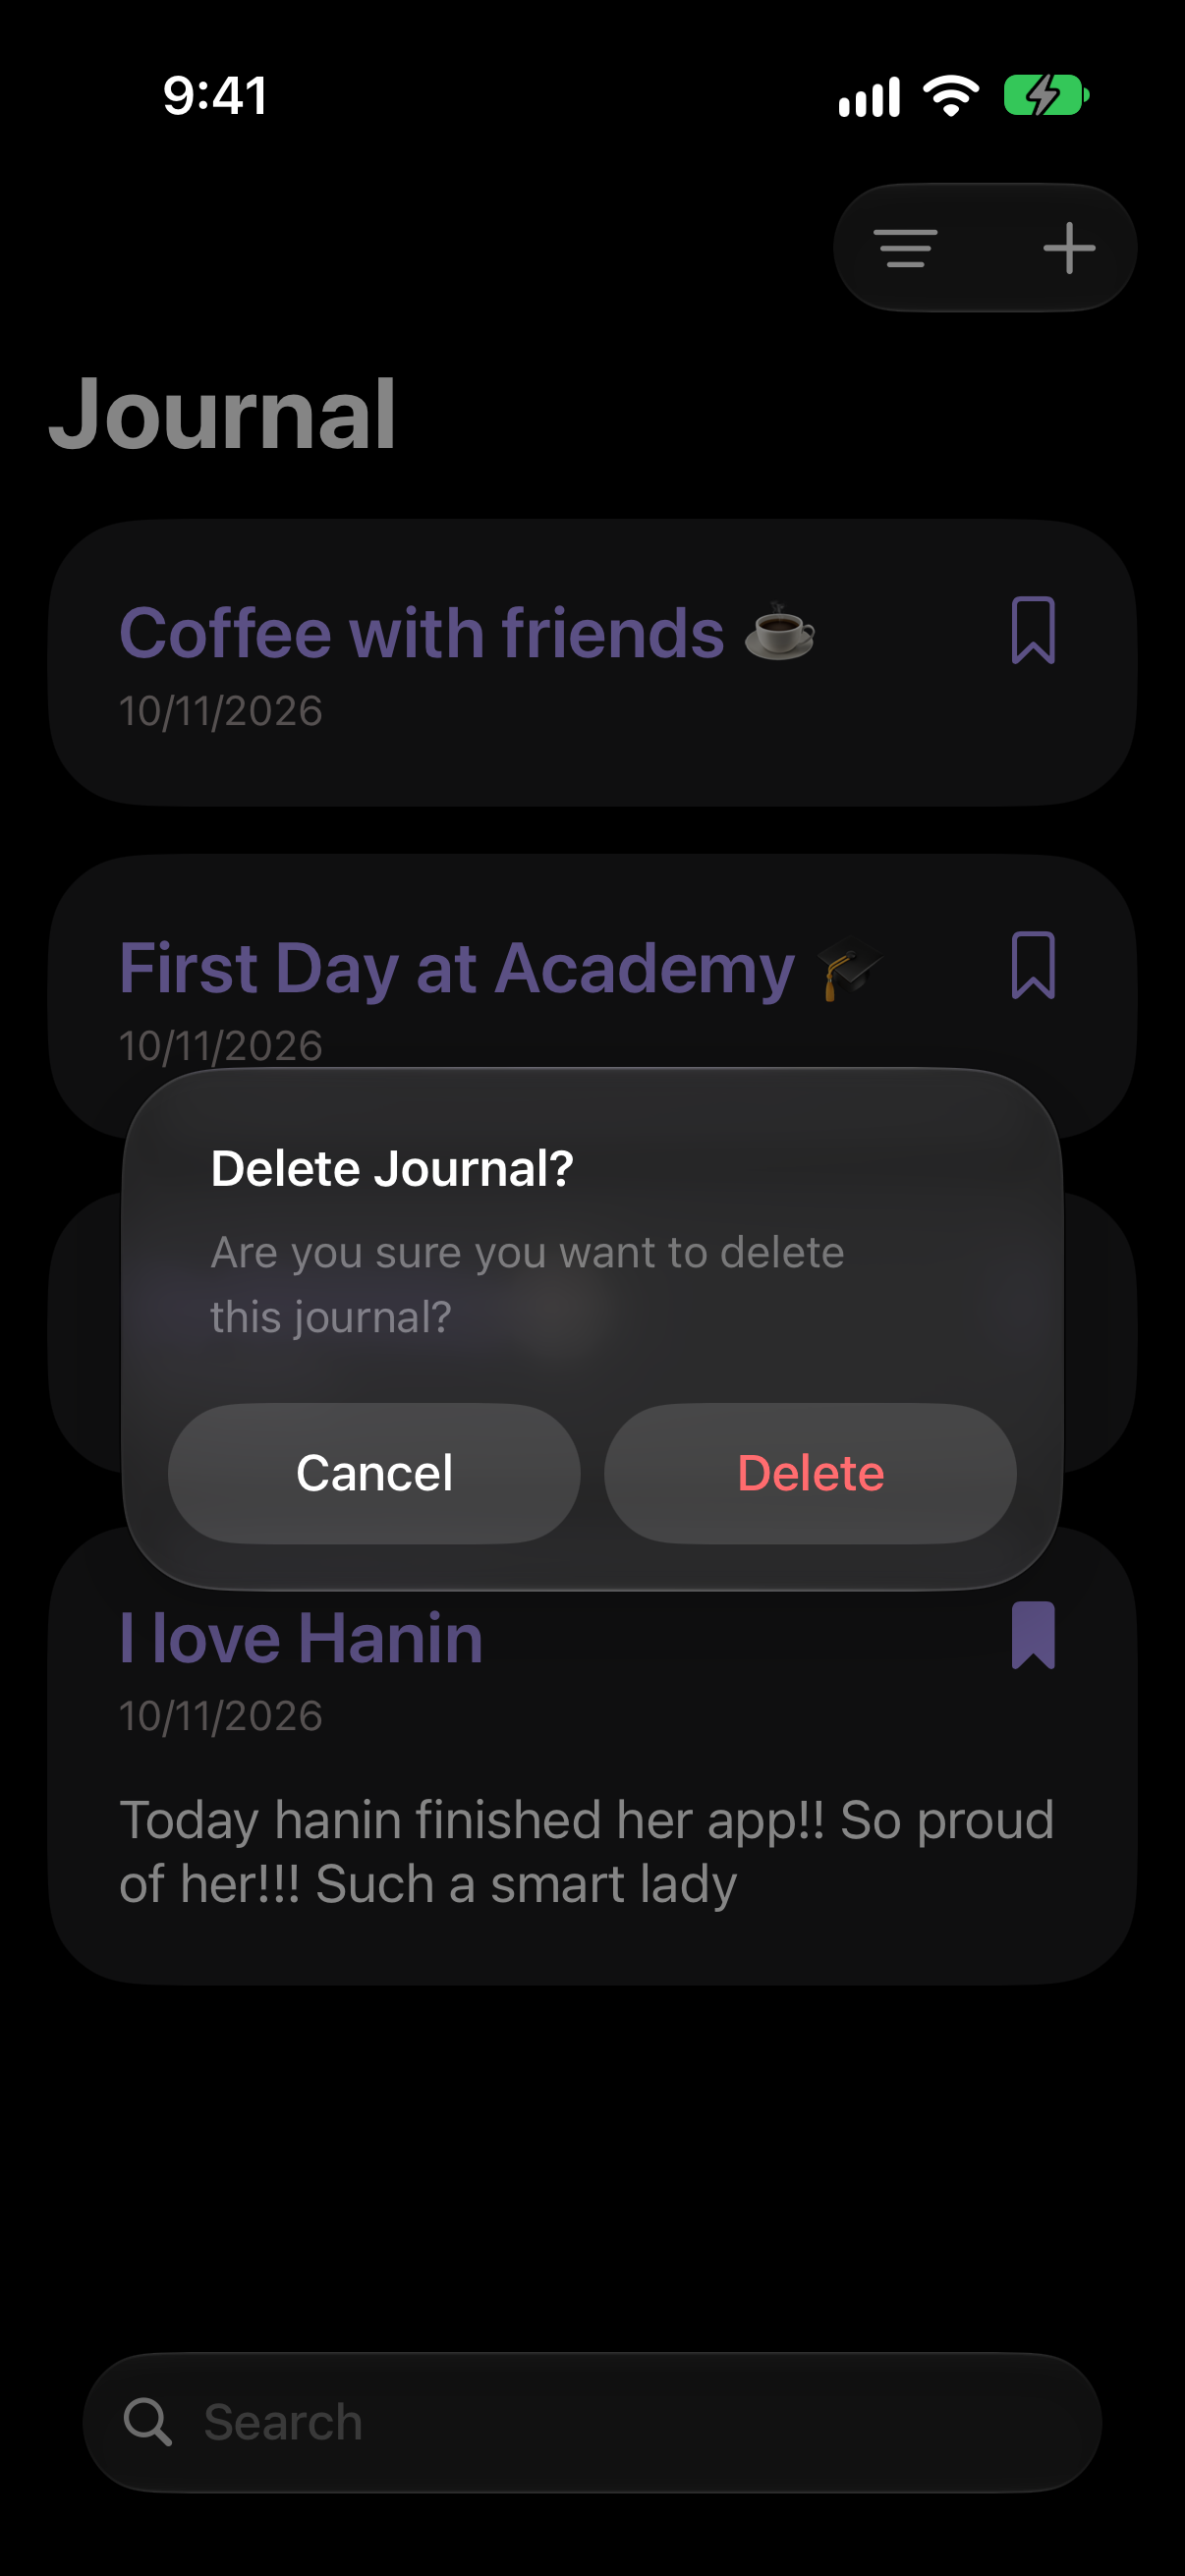 9:41
Journal
Coffee with friends ☕
10/11/2026
First Day at Academy 🎓
10/11/2026
Delete Journal?
Are you sure you want to delete
this journal?
Cancel
Delete
I love Hanin
10/11/2026
Today hanin finished her app!! So proud
of her!!! Such a smart lady
Search